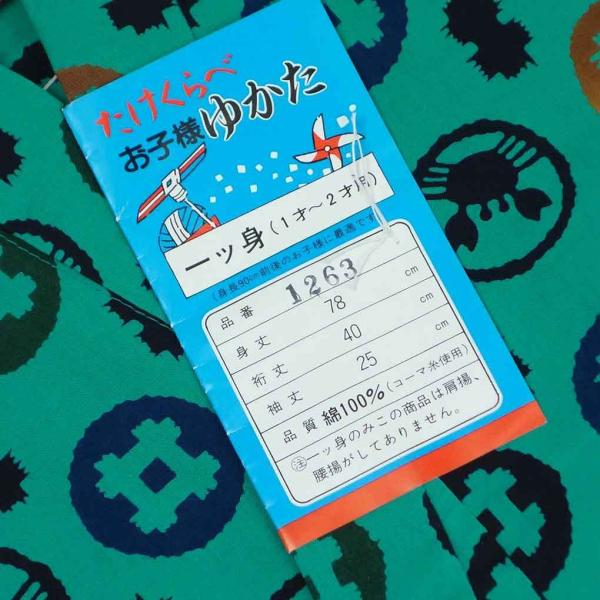 たけくらべ
お子様ゆかた
一ッ身(1才〜2才用)
(身長90cm前後のお子様に最適です)
品番 1263
身丈 78 cm
裄丈 40 cm
袖丈 25 cm
品質 綿100%(コーマ糸使用)
㊟一ッ身のみこの商品は肩揚、
腰揚がしてありません。